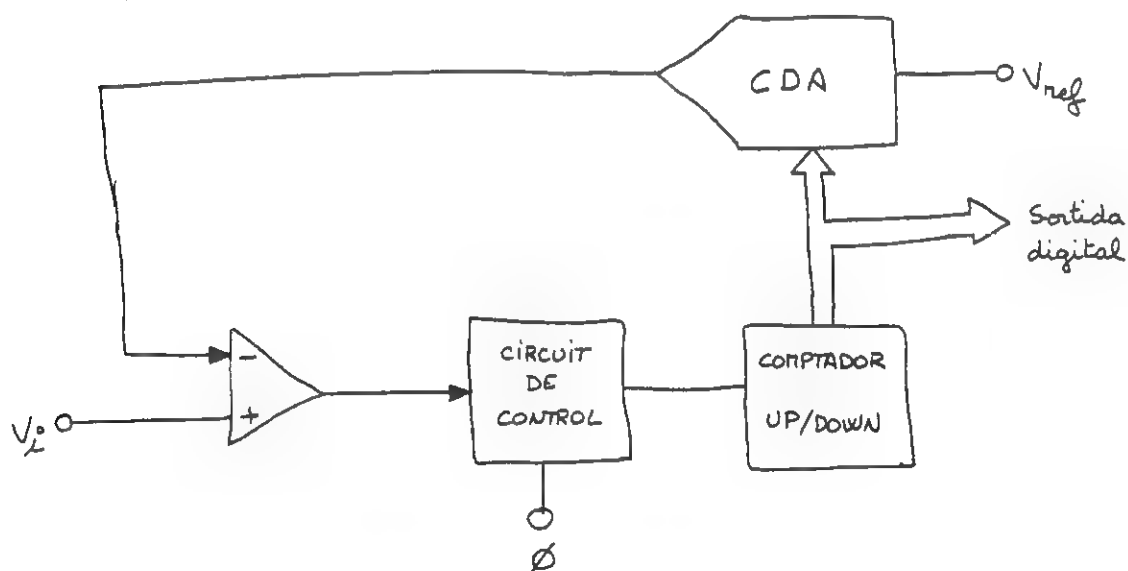 CDA
Vref
Sortida
digital
-
+
Vi
CIRCUIT
DE
CONTROL
COMPTADOR
UP/DOWN
Ø